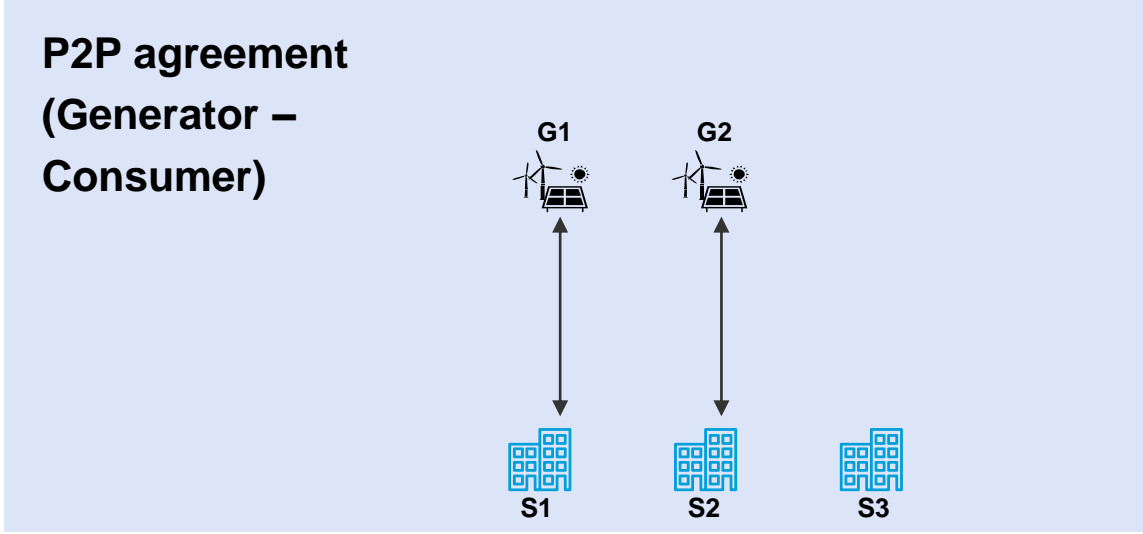 P2P agreement
(Generator –
Consumer)
G1 G2
S1 S2 S3